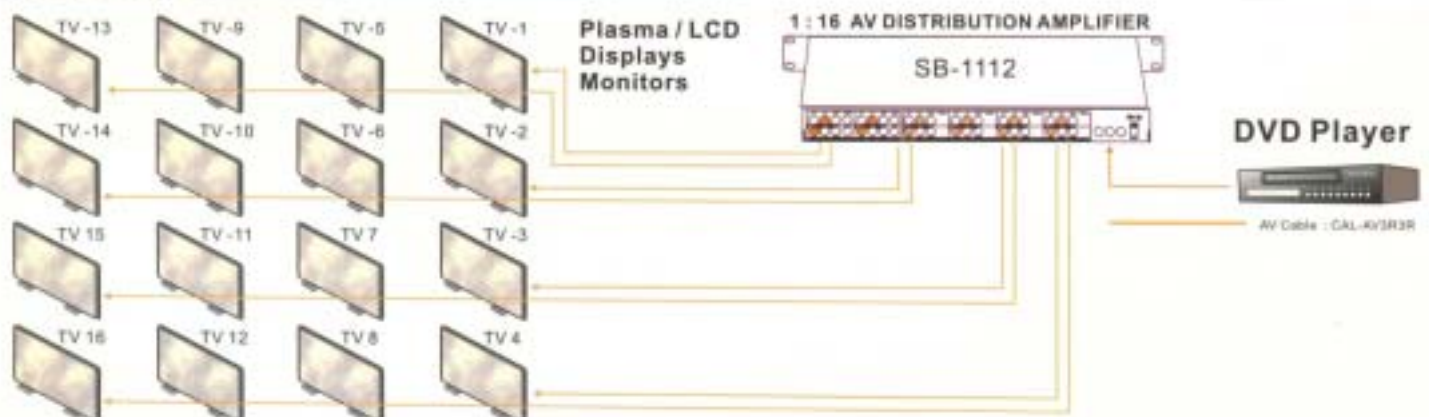 TV -13
TV -9
TV -5
TV -1
Plasma / LCD
Displays
Monitors
1 : 16 AV DISTRIBUTION AMPLIFIER
SB-1112
TV -14
TV -10
TV -6
TV -2
DVD Player
AV Cable : CAL-AV3R3R
TV 15
TV -11
TV 7
TV -3
TV 16
TV 12
TV 8
TV 4